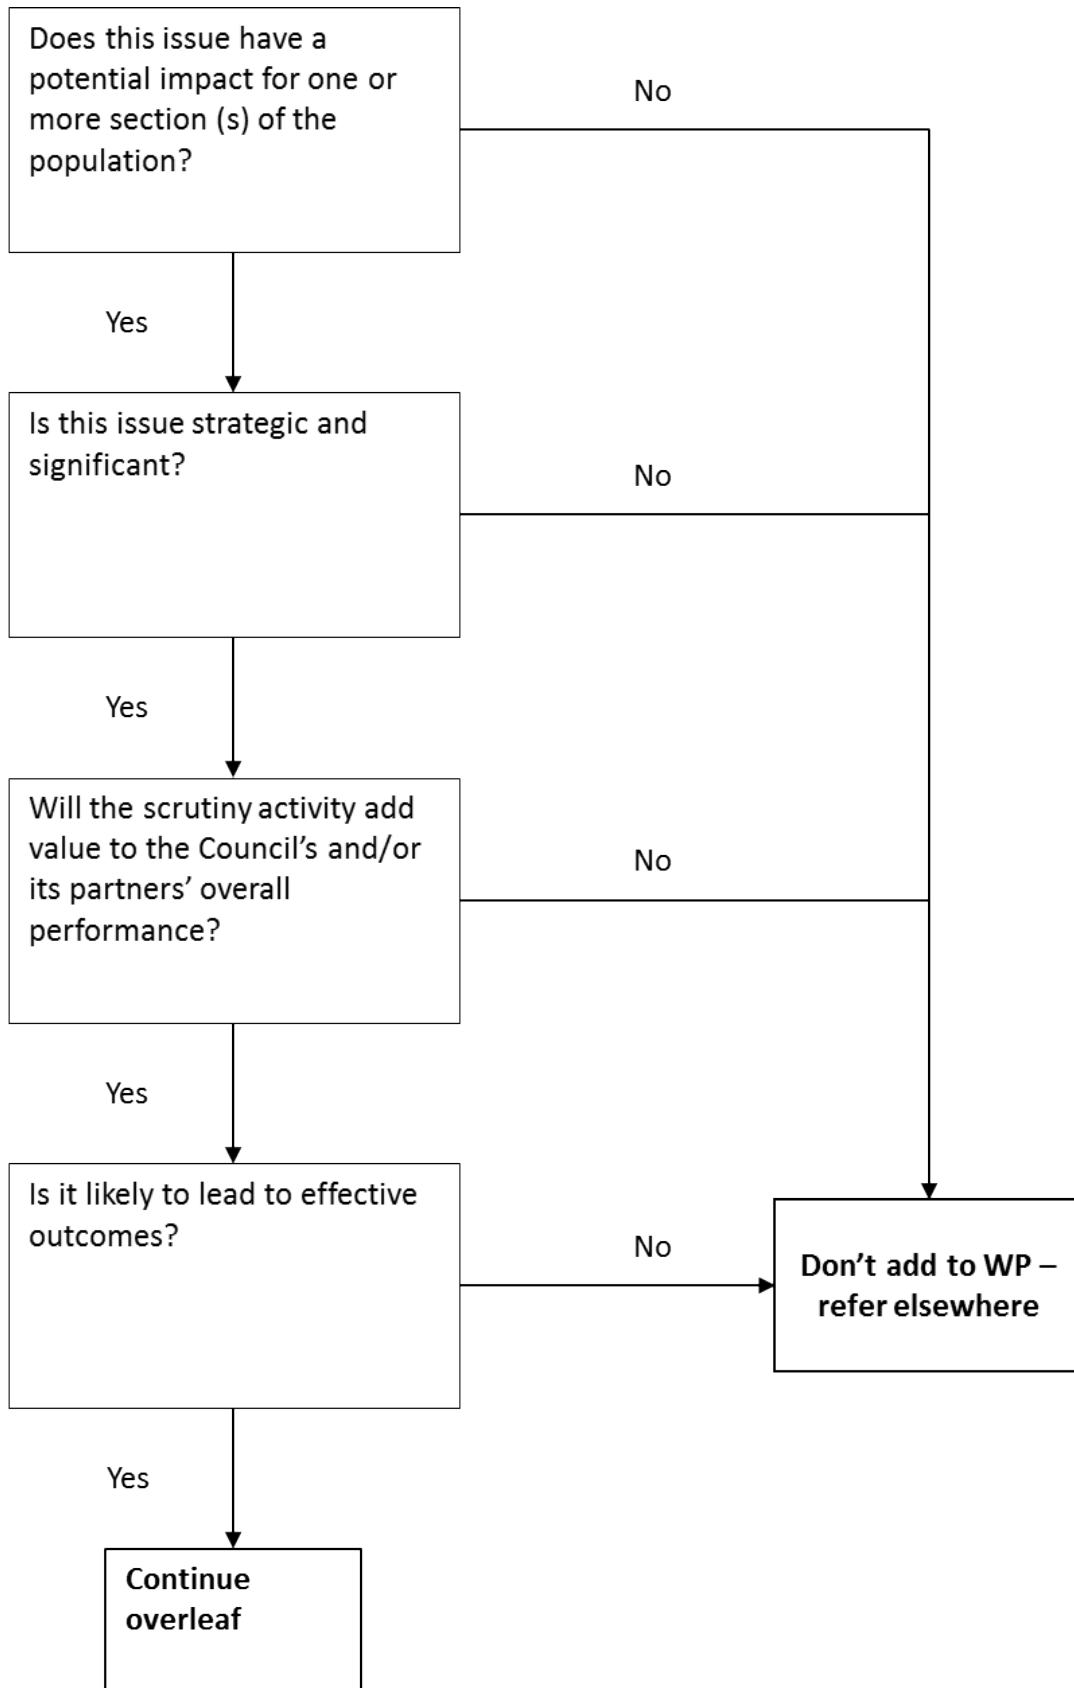 Does this issue have a
potential impact for one or
more section (s) of the
population?
No
Yes
Is this issue strategic and
significant?
No
Yes
Will the scrutiny activity add
value to the Council’s and/or
its partners’ overall
performance?
No
Yes
Is it likely to lead to effective
outcomes?
No
Don’t add to WP –
refer elsewhere
Yes
Continue
overleaf